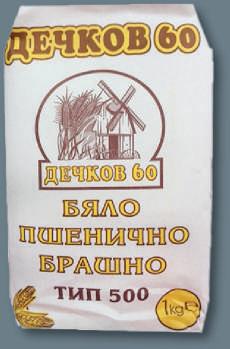 ДЕЧКОВ 60
ДЕЧКОВ 60
БЯЛО
ПШЕНИЧНО
БРАШНО
ТИП 500
1kg е